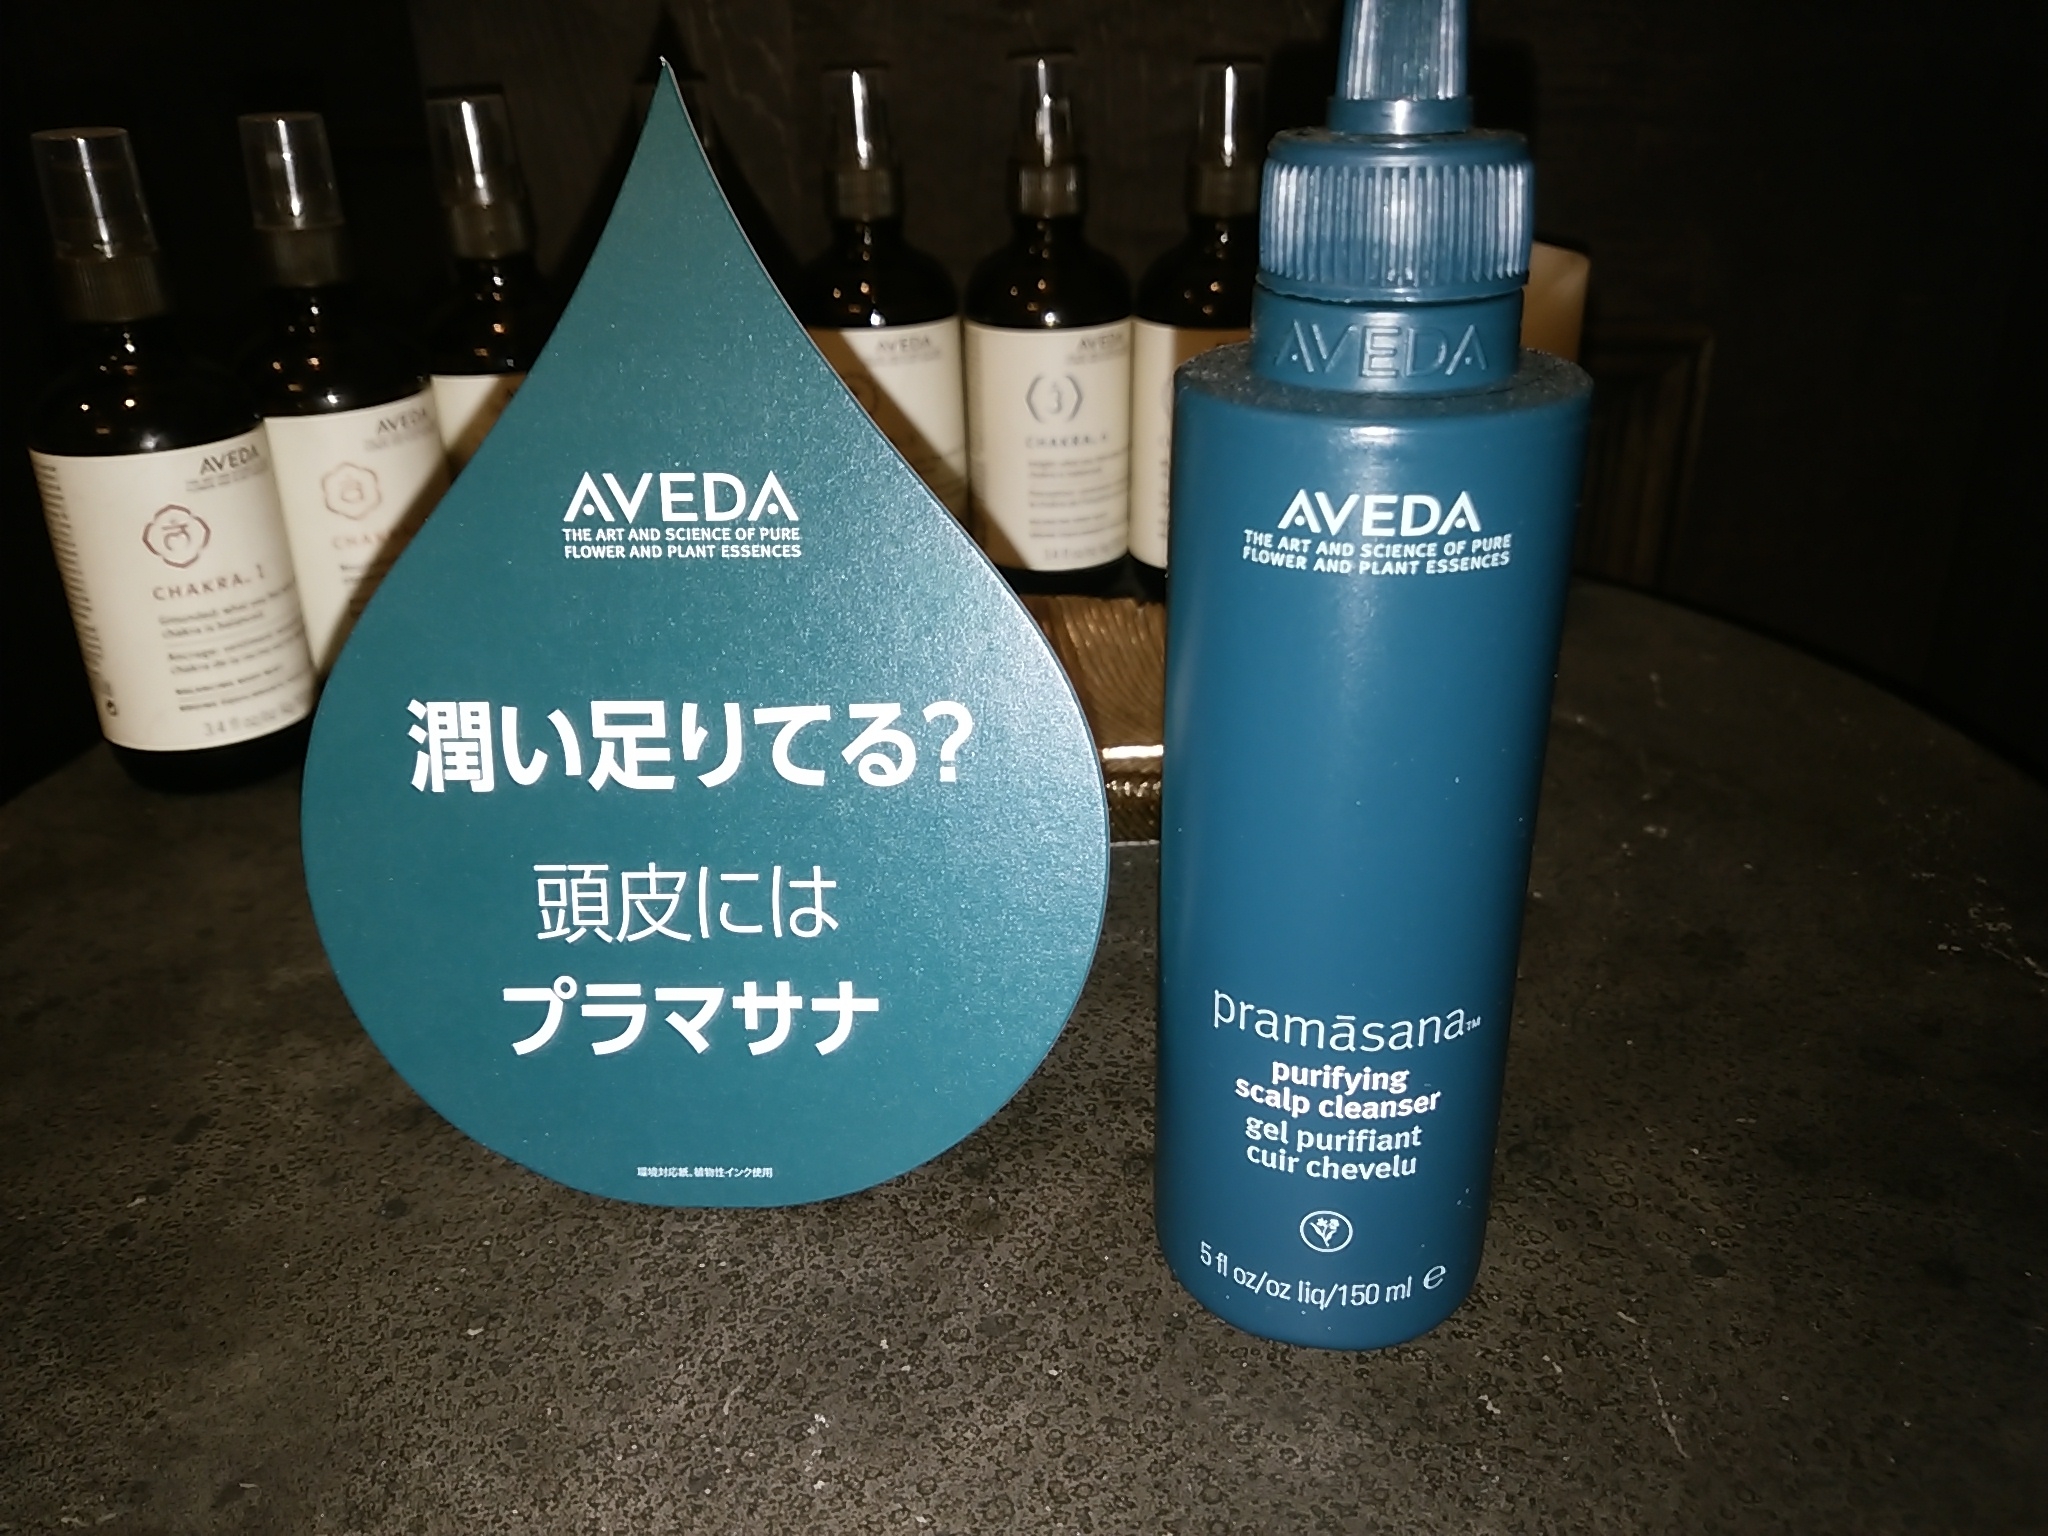 AVEDA
THE ART AND SCIENCE OF PURE
FLOWER AND PLANT ESSENCES
潤い足りてる?
頭皮には
プラマサナ
環境対応紙、植物性インク使用
AVEDA
AVEDA
THE ART AND SCIENCE OF PURE
FLOWER AND PLANT ESSENCES
pramāsana™
purifying
scalp cleanser
gel purifiant
cuir chevelu
5 fl oz/oz liq/150 ml e
AVEDA
CHAKRA™ 1
AVEDA
AVEDA
AVEDA
CHAKRA